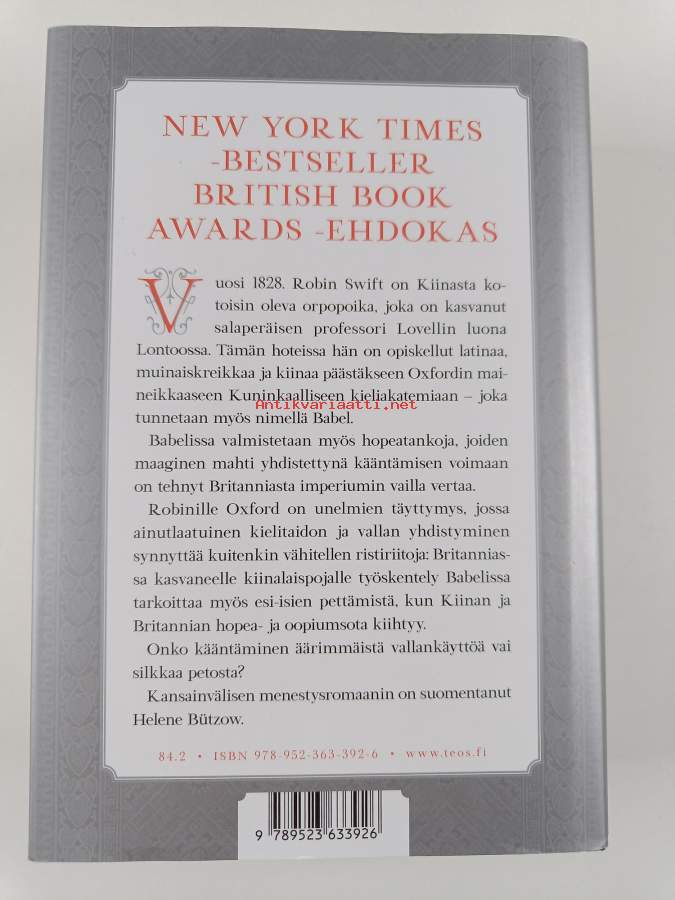 NEW YORK TIMES
-BESTSELLER
BRITISH BOOK
AWARDS -EHDOKAS
Vuosi 1828. Robin Swift on Kiinasta ko-
toisin oleva orpopoika, joka on kasvanut
salaperäisen professori Lovellin luona
Lontoossa. Tämän hoteissa hän on opiskellut latinaa,
muinaiskreikkaa ja kiinaa päästäkseen Oxfordin mai-
neikkaaseen Kuninkaalliseen kieliakatemiaan – joka
Antikvariaatti.net
tunnetaan myös nimellä Babel.
Babelissa valmistetaan myös hopeatankoja, joiden
maaginen mahti yhdistettynä kääntämisen voimaan
on tehnyt Britanniasta imperiumin vailla vertaa.
Robinille Oxford on unelmien täyttymys, jossa
ainutlaatuinen kielitaidon ja vallan yhdistyminen
synnyttää kuitenkin vähitellen ristiriitoja: Britannias-
sa kasvaneelle kiinalaispojalle työskentely Babelissa
tarkoittaa myös esi-isien pettämistä, kun Kiinan ja
Britannian hopea- ja oopiumsota kiihtyy.
Onko kääntäminen äärimmäistä vallankäyttöä vai
silkkaa petosta?
Kansainvälisen menestysromaanin on suomentanut
Helene Bützow.
84.2 • ISBN 978-952-363-392-6 • www.teos.fi
9 789523 633926